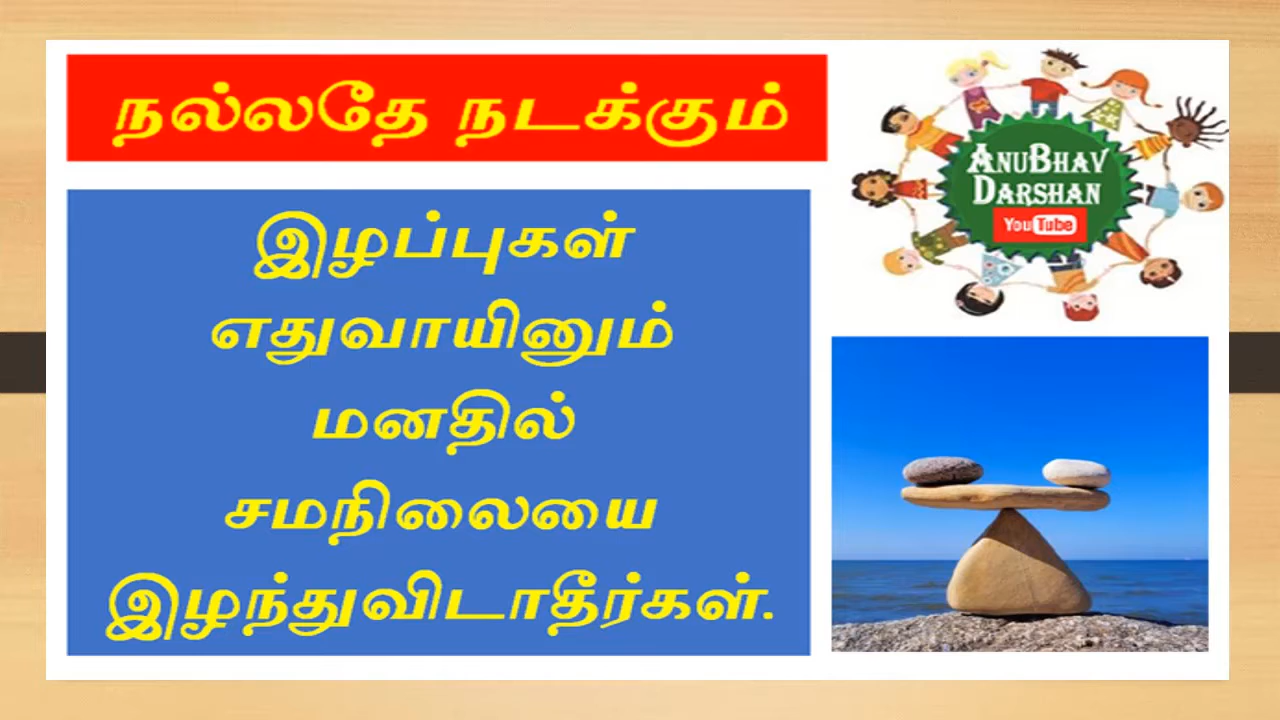 நல்லதே நடக்கும்
இழப்புகள்
எதுவாயினும்
மனதில்
சமநிலையை
இழந்துவிடாதீர்கள்.
ANUBHAV
DARSHAN
YouTube